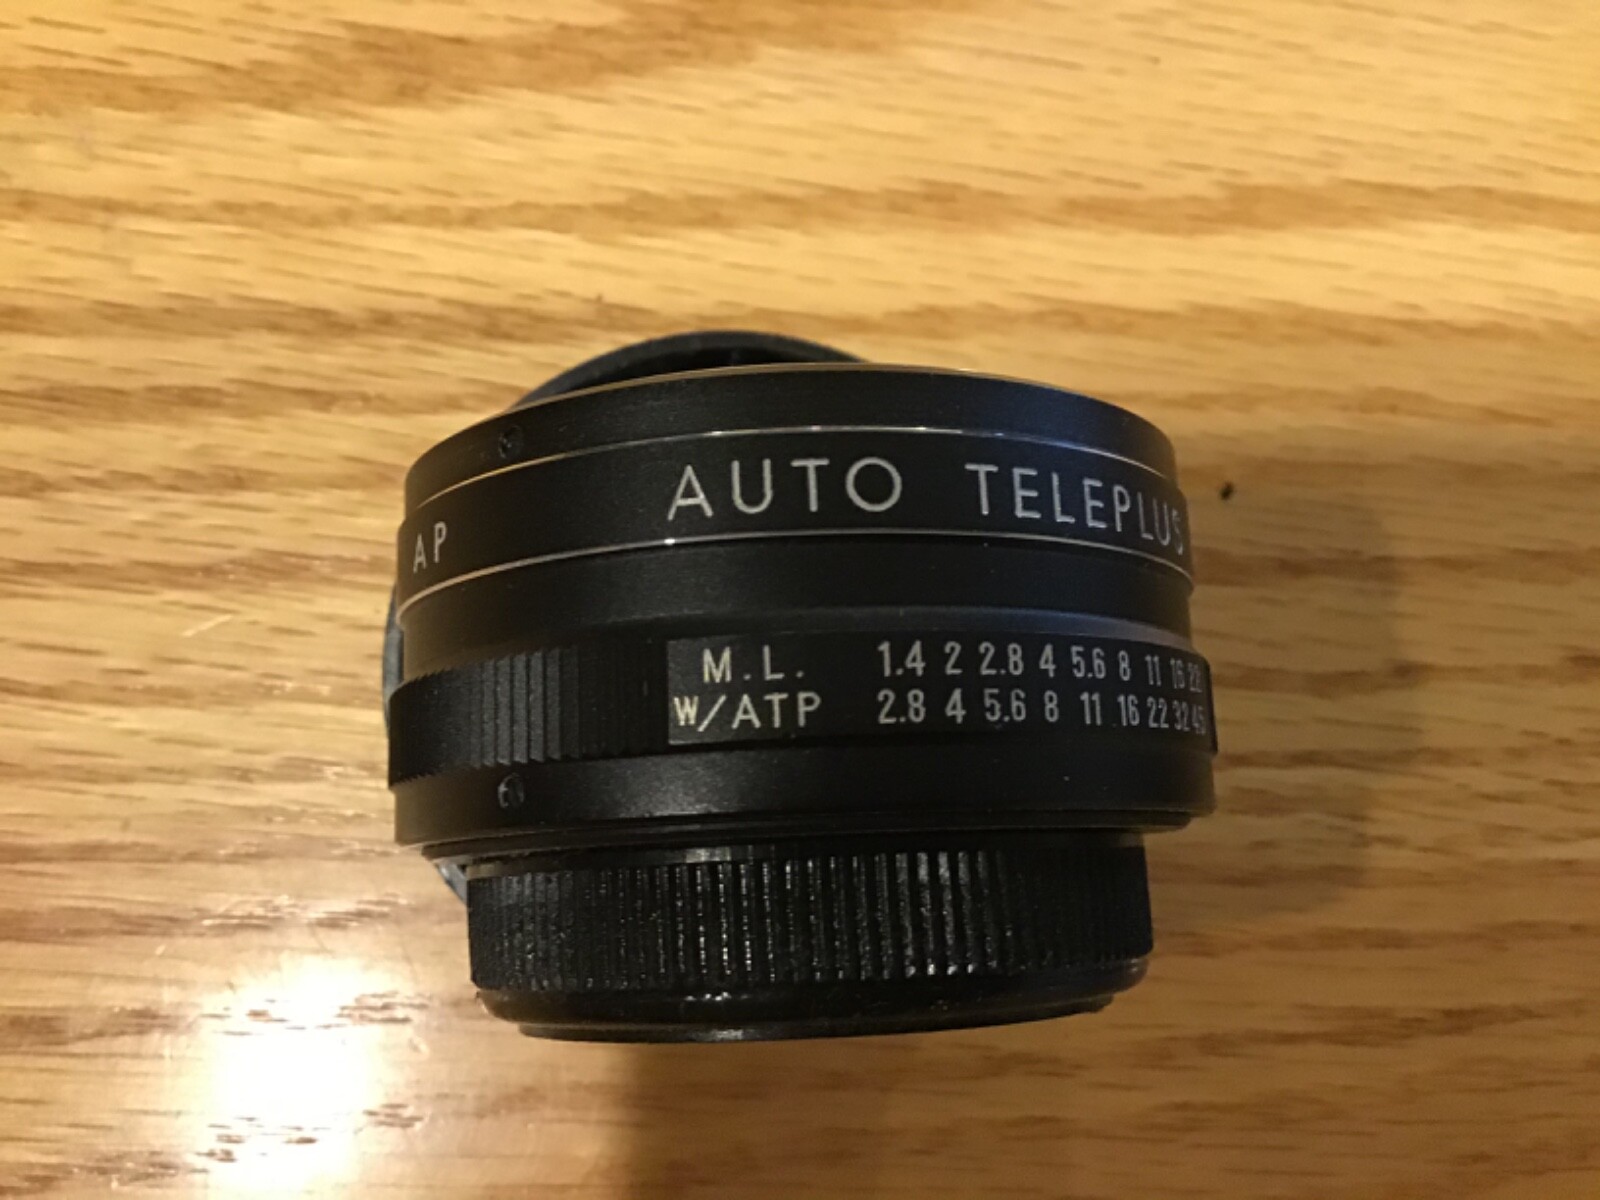 AP AUTO TELEPLUS
M.L. 1.4 2 2.8 4 5.6 8 11 16 22
W/ATP 2.8 4 5.6 8 11 16 22 32 45